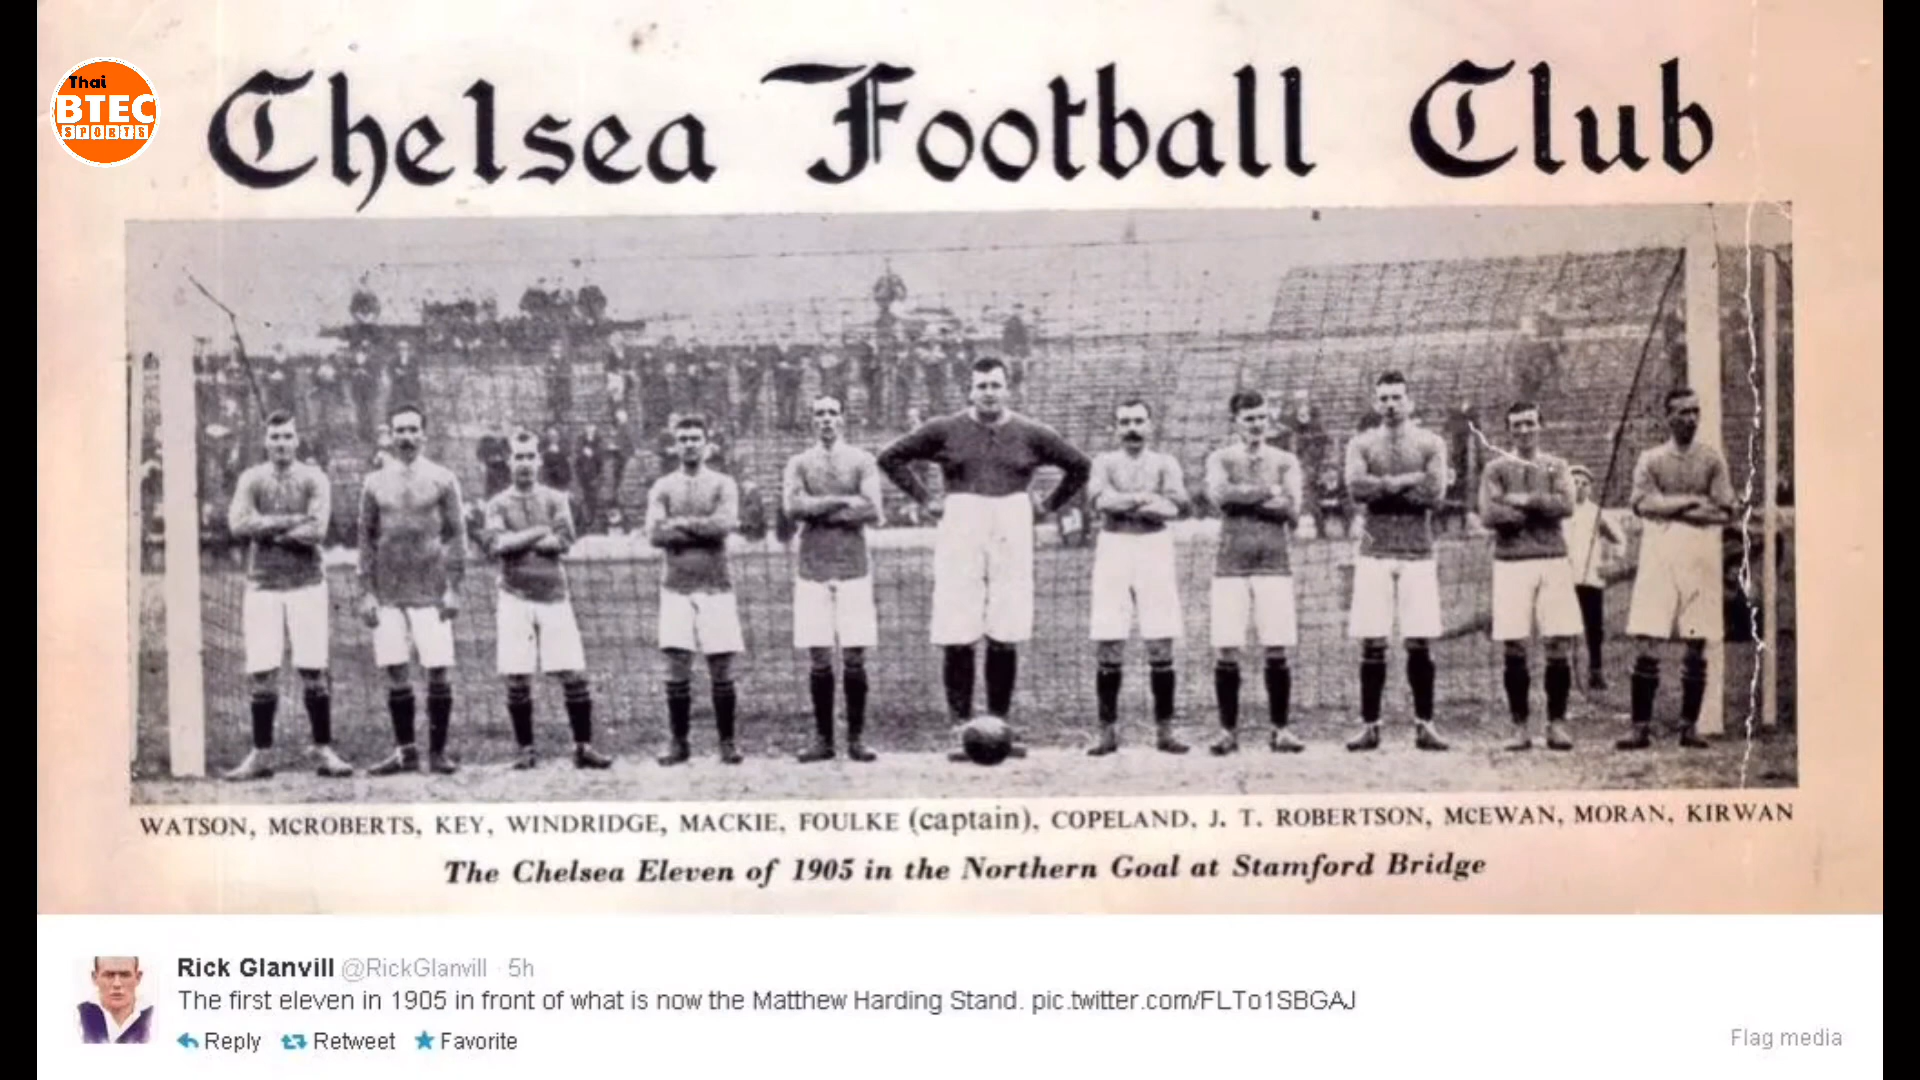 Thai
BTEC
SPORTS
Chelsea Football Club
WATSON, MCROBERTS, KEY, WINDRIDGE, MACKIE, FOULKE (captain), COPELAND, J. T. ROBERTSON, MCEWAN, MORAN, KIRWAN
The Chelsea Eleven of 1905 in the Northern Goal at Stamford Bridge
Rick Glanvill @RickGlanvill · 5h
The first eleven in 1905 in front of what is now the Matthew Harding Stand. pic.twitter.com/FLTo1SBGAJ
Reply Retweet Favorite
Flag media